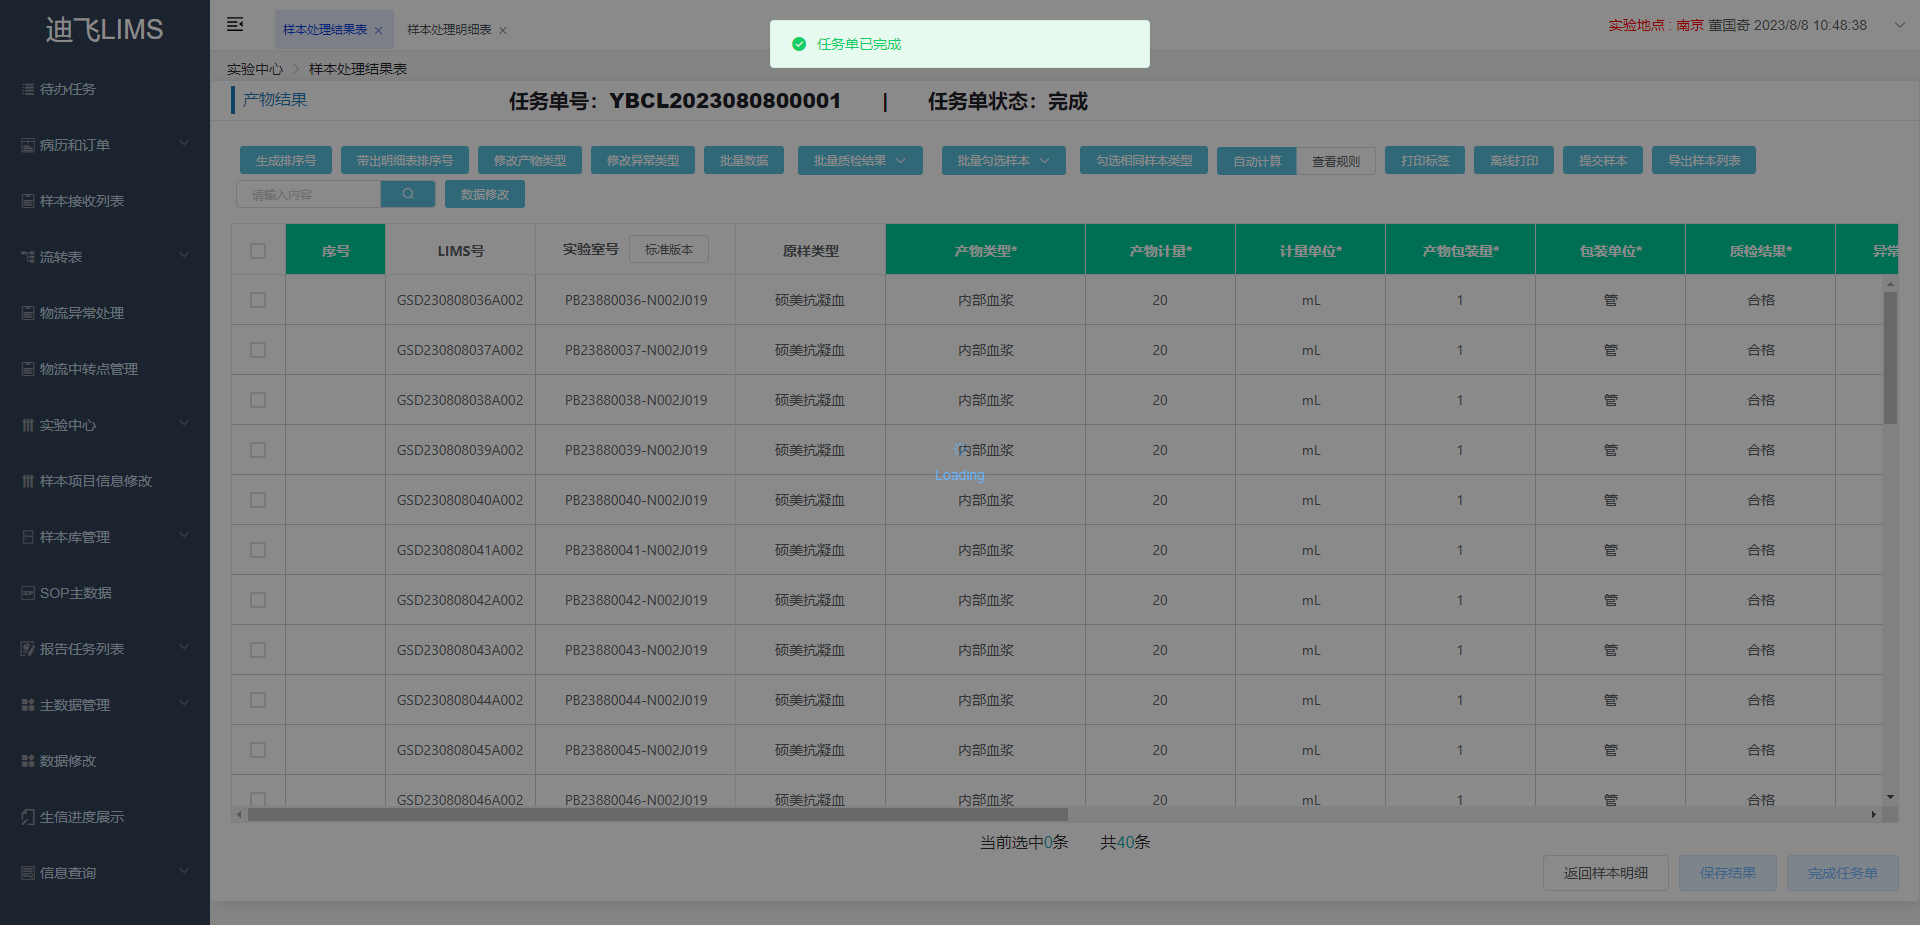 迪飞LIMS
待办任务
病历和订单
样本接收列表
流转表
物流异常处理
物流中转点管理
实验中心
样本项目信息修改
样本库管理
SOP主数据
报告任务列表
主数据管理
数据修改
生信进度展示
信息查询
样本处理结果表 × 样本处理明细表 ×
任务单已完成
实验地点 : 南京 董国奇 2023/8/8 10:48:38
实验中心 > 样本处理结果表
产物结果 任务单号: YBCL2023080800001 | 任务单状态: 完成
生成排序号 带出明细表排序号 修改产物类型 修改异常类型 批量数据 批量质检结果 批量勾选样本 勾选相同样本类型 自动计算 查看规则 打印标签 离线打印 提交样本 导出样本列表
请输入内容 数据修改
序号 LIMS号 实验室号 标准版本 原样类型 产物类型* 产物计量* 计量单位* 产物包装量* 包装单位* 质检结果* 异常
GSD230808036A002 PB23880036-N002J019 硕美抗凝血 内部血浆 20 mL 1 管 合格
GSD230808037A002 PB23880037-N002J019 硕美抗凝血 内部血浆 20 mL 1 管 合格
GSD230808038A002 PB23880038-N002J019 硕美抗凝血 内部血浆 20 mL 1 管 合格
GSD230808039A002 PB23880039-N002J019 硕美抗凝血 内部血浆 20 mL 1 管 合格
Loading
GSD230808040A002 PB23880040-N002J019 硕美抗凝血 内部血浆 20 mL 1 管 合格
GSD230808041A002 PB23880041-N002J019 硕美抗凝血 内部血浆 20 mL 1 管 合格
GSD230808042A002 PB23880042-N002J019 硕美抗凝血 内部血浆 20 mL 1 管 合格
GSD230808043A002 PB23880043-N002J019 硕美抗凝血 内部血浆 20 mL 1 管 合格
GSD230808044A002 PB23880044-N002J019 硕美抗凝血 内部血浆 20 mL 1 管 合格
GSD230808045A002 PB23880045-N002J019 硕美抗凝血 内部血浆 20 mL 1 管 合格
GSD230808046A002 PB23880046-N002J019 硕美抗凝血 内部血浆 20 mL 1 管 合格
当前选中0条 共40条
返回样本明细 保存结果 完成任务单